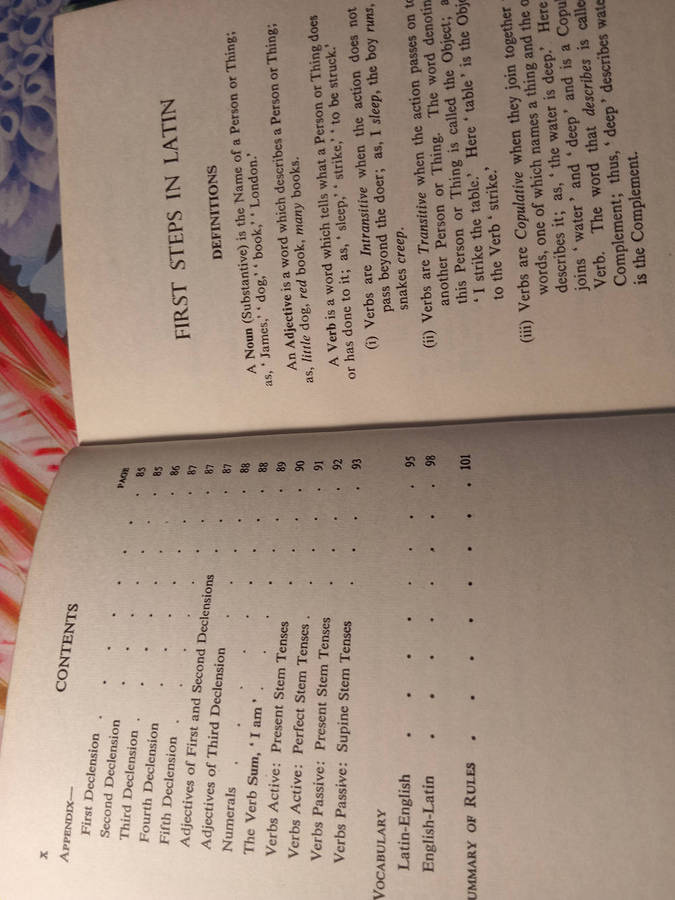 x CONTENTS
APPENDIX— PAGE
First Declension . . . . . . 85
Second Declension . . . . . . 85
Third Declension . . . . . . 86
Fourth Declension . . . . . . 87
Fifth Declension . . . . . . 87
Adjectives of First and Second Declensions . . 87
Adjectives of Third Declension . . . . 88
Numerals . . . . . . 88
The Verb Sum, ‘ I am ’ . . . . . 89
Verbs Active: Present Stem Tenses . . . 90
Verbs Active: Perfect Stem Tenses . . . 91
Verbs Passive: Present Stem Tenses . . . 92
Verbs Passive: Supine Stem Tenses . . . 93
VOCABULARY
Latin-English . . . . . . 95
English-Latin . . . . . . 98
UMMARY OF RULES . . . . . . 101
FIRST STEPS IN LATIN
DEFINITIONS
A Noun (Substantive) is the Name of a Person or Thing;
as, ‘ James,’ ‘ dog,’ ‘ book,’ ‘ London.’
An Adjective is a word which describes a Person or Thing;
as, little dog, red book, many books.
A Verb is a word which tells what a Person or Thing does
or has done to it; as, ‘ sleep,’ ‘ strike,’ ‘ to be struck.’
(i) Verbs are Intransitive when the action does not
pass beyond the doer; as, I sleep, the boy runs,
snakes creep.
(ii) Verbs are Transitive when the action passes on to
another Person or Thing. The word denotin
this Person or Thing is called the Object; a
‘ I strike the table.’ Here ‘ table ’ is the Obj
to the Verb ‘ strike.’
(iii) Verbs are Copulative when they join together
words, one of which names a thing and the o
describes it; as, ‘ the water is deep.’ Here
joins ‘ water ’ and ‘ deep ’ and is a Copul
Verb. The word that describes is calle
Complement; thus, ‘ deep ’ describes wate
is the Complement.